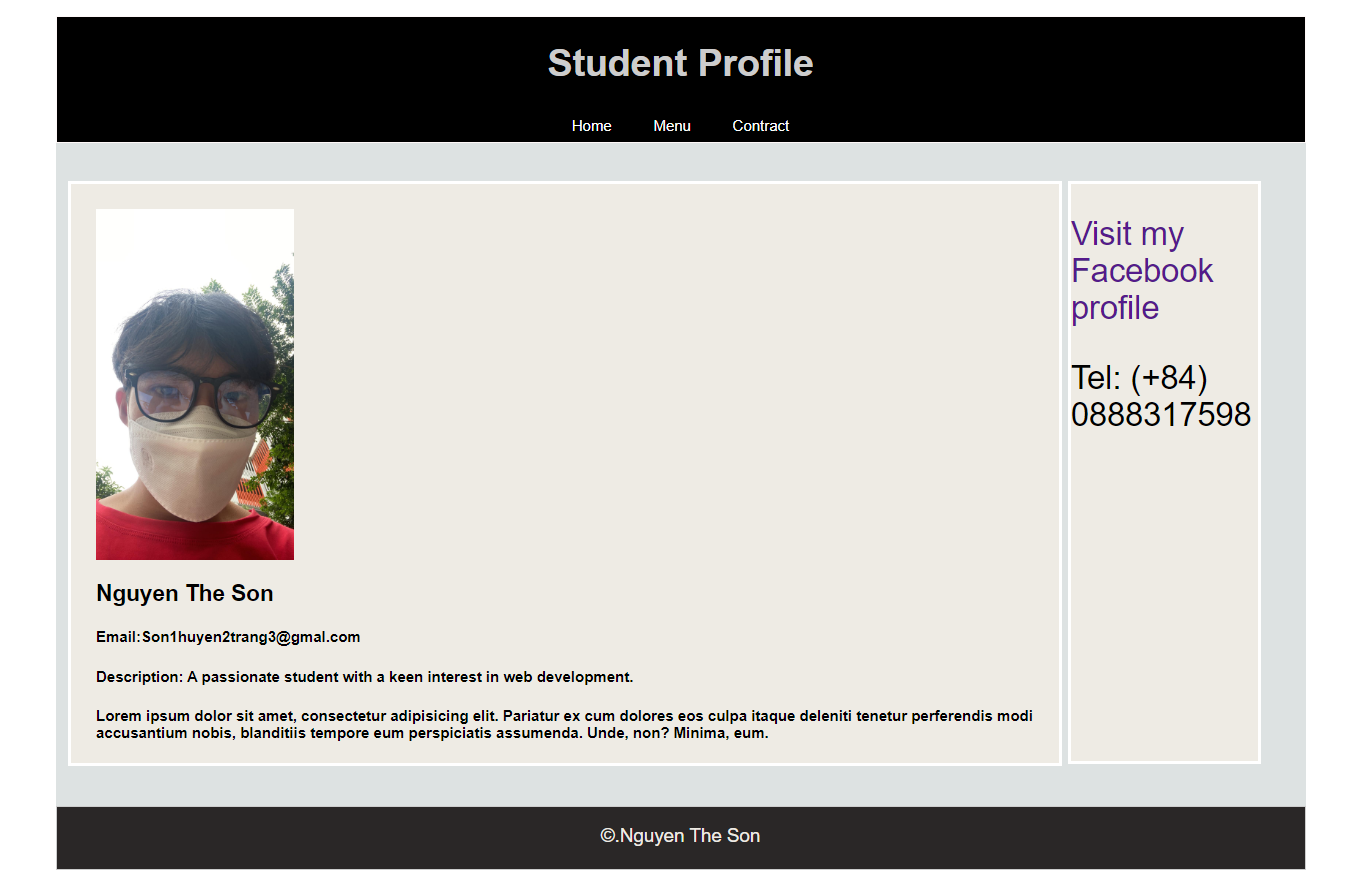 Student Profile
Home Menu Contract
Visit my
Facebook
profile
Tel: (+84)
0888317598
Nguyen The Son
Email:Son1huyen2trang3@gmal.com
Description: A passionate student with a keen interest in web development.
Lorem ipsum dolor sit amet, consectetur adipisicing elit. Pariatur ex cum dolores eos culpa itaque deleniti tenetur perferendis modi
accusantium nobis, blanditiis tempore eum perspiciatis assumenda. Unde, non? Minima, eum.
©.Nguyen The Son